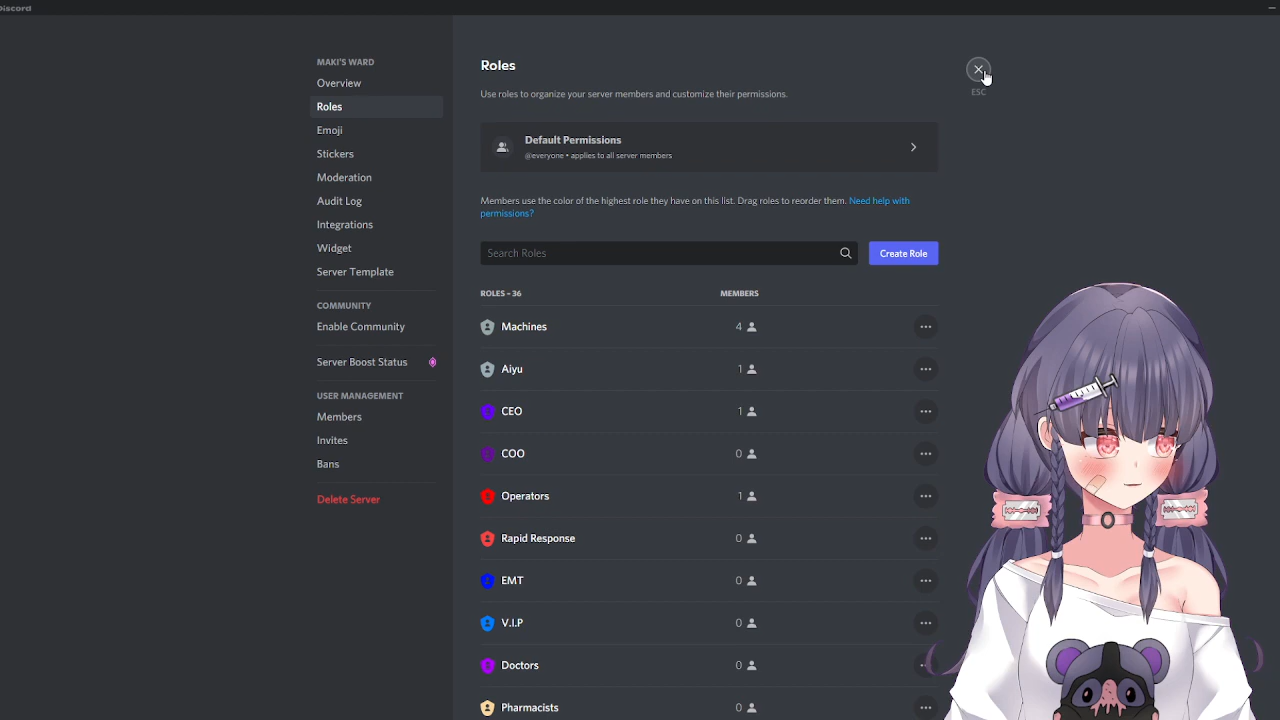 Discord
MAKI'S WARD
Overview
Roles
Emoji
Stickers
Moderation
Audit Log
Integrations
Widget
Server Template
COMMUNITY
Enable Community
Server Boost Status
USER MANAGEMENT
Members
Invites
Bans
Delete Server
Roles
ESC
Use roles to organize your server members and customize their permissions.
Default Permissions
@everyone • applies to all server members
Members use the color of the highest role they have on this list. Drag roles to reorder them. Need help with
permissions?
Search Roles
Create Role
ROLES - 36 MEMBERS
Machines 4
Aiyu 1
CEO 1
COO 0
Operators 1
Rapid Response 0
EMT 0
V.I.P 0
Doctors 0
Pharmacists 0